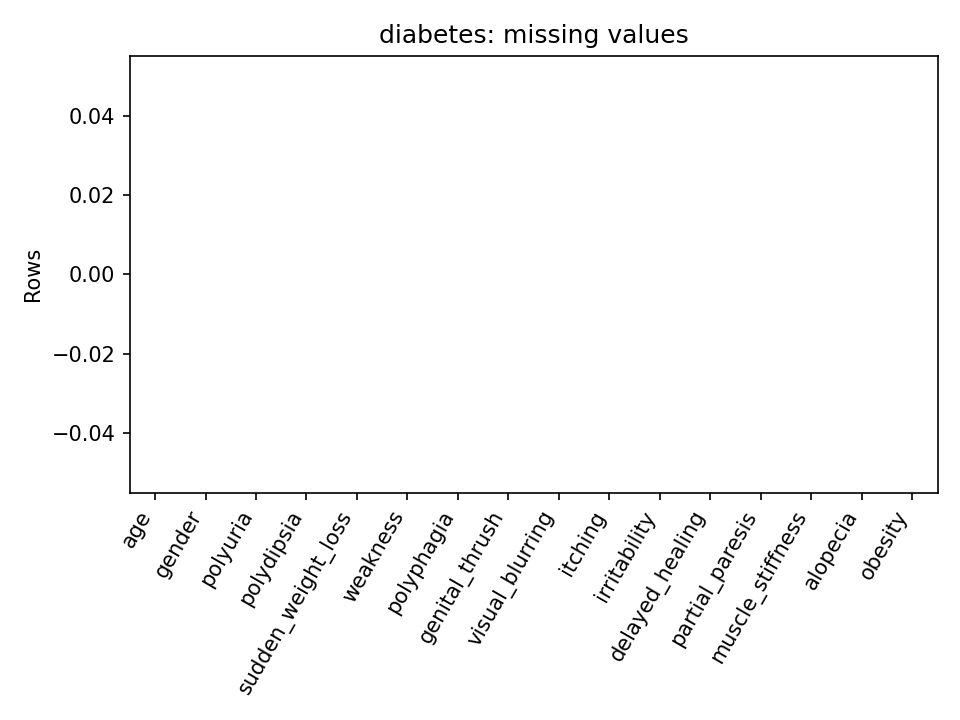 diabetes: missing values
Rows
0.04
0.02
0.00
−0.02
−0.04
age
gender
polyuria
polydipsia
sudden_weight_loss
weakness
polyphagia
genital_thrush
visual_blurring
itching
irritability
delayed_healing
partial_paresis
muscle_stiffness
alopecia
obesity